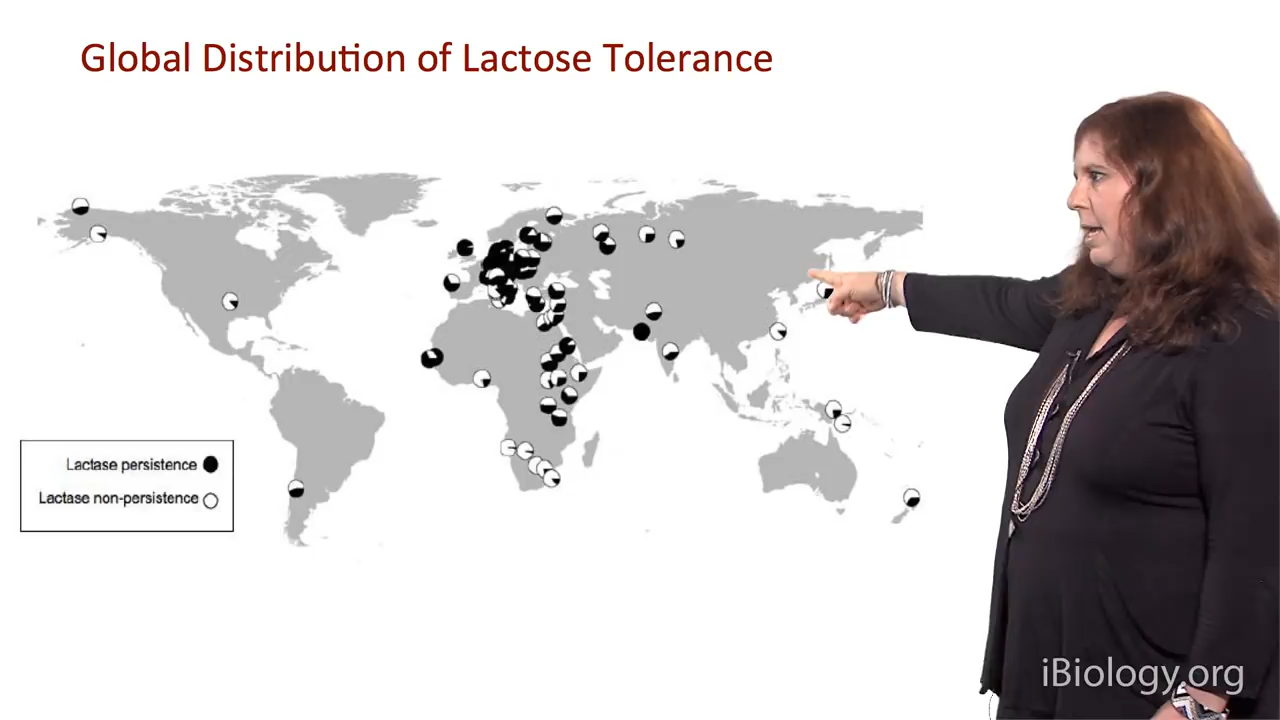 Global Distribution of Lactose Tolerance
Lactase persistence
Lactase non-persistence
iBiology.org